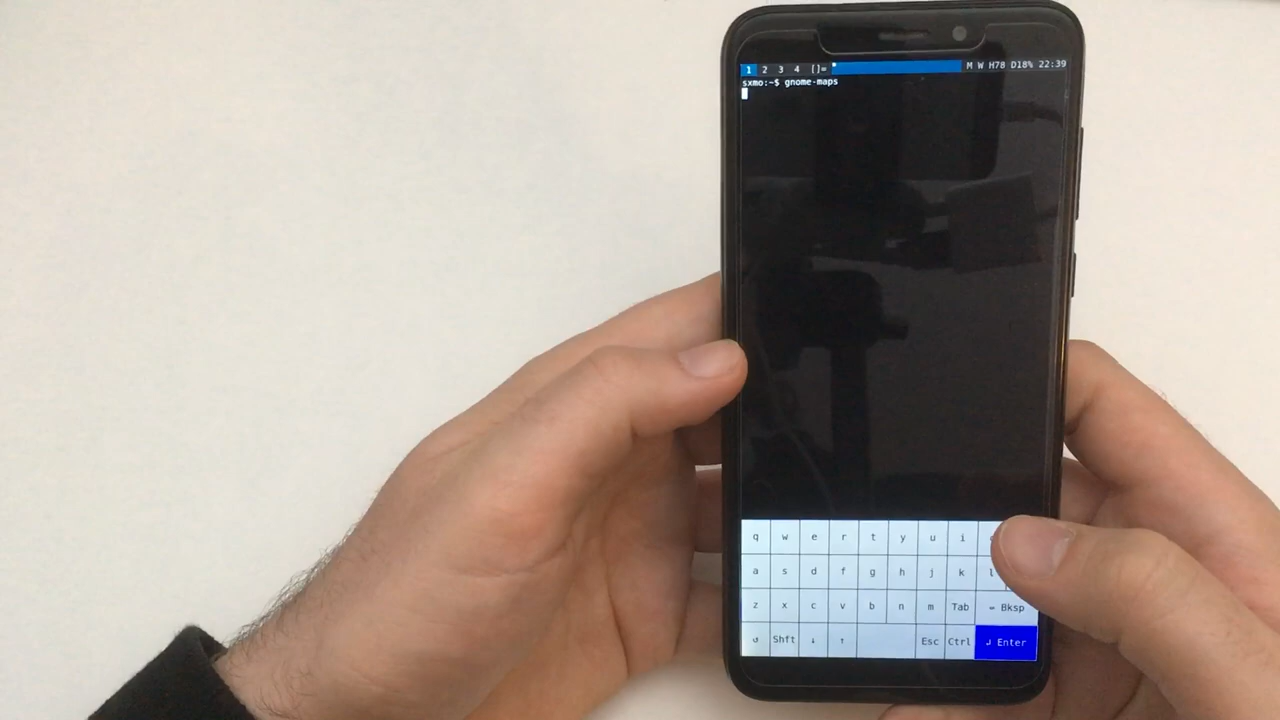 1 2 3 4 []= M W H78 D18% 22:39
sxmo:~$ gnome-maps
q w e r t y u i
a s d f g h j k l
z x c v b n m Tab ← Bksp
↺ Shft ↓ ↑ Esc Ctrl ↲ Enter